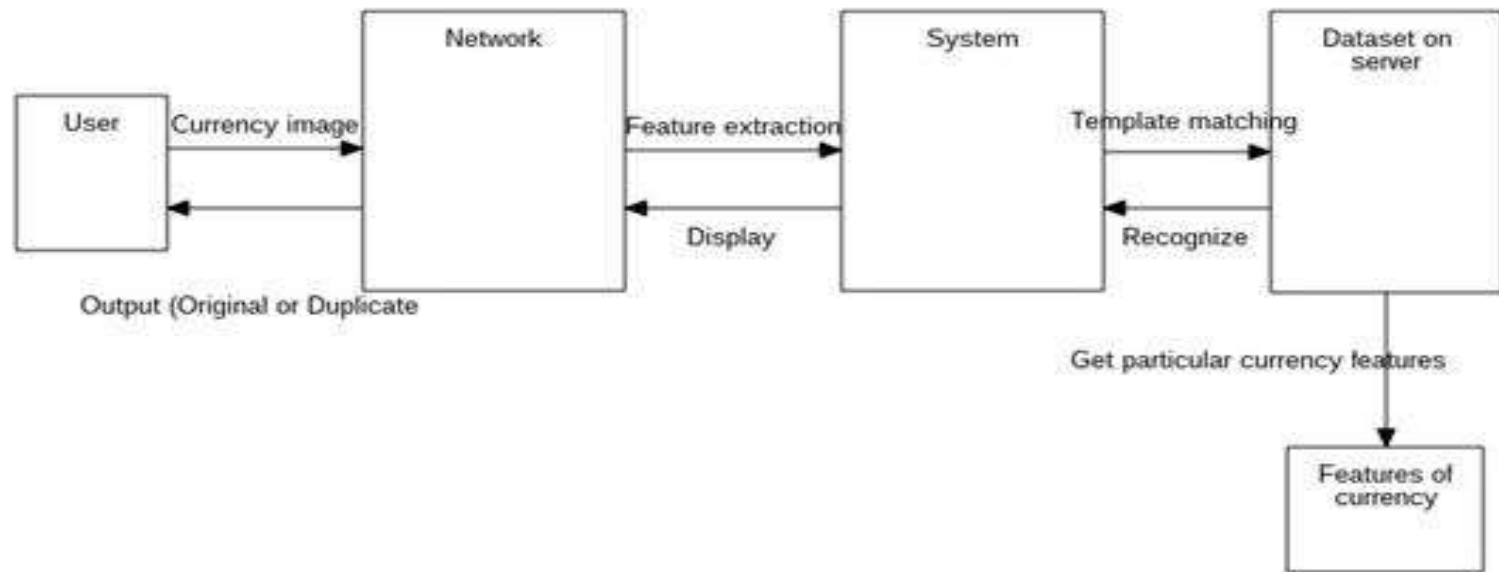 Network
System
Dataset on
server
User
Currency image
Feature extraction
Template matching
Display
Recognize
Output (Original or Duplicate
Get particular currency features
Features of
currency